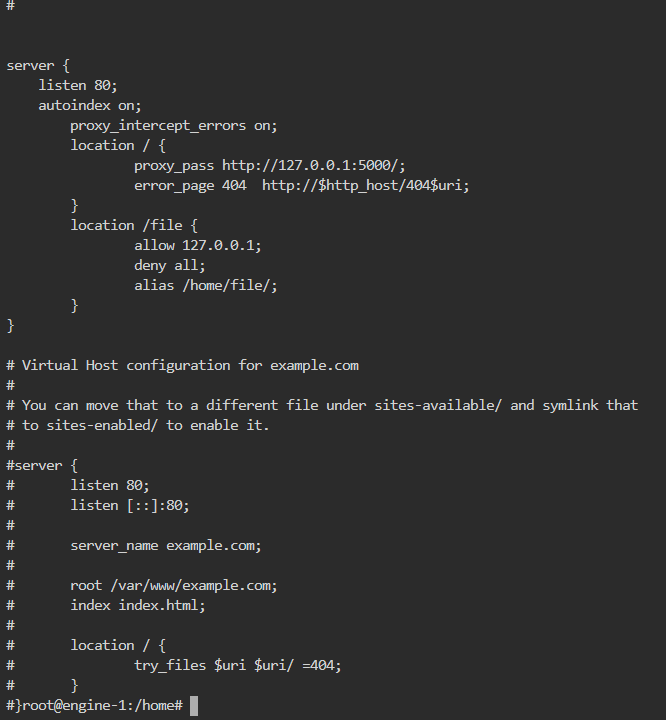 #
server {
    listen 80;
    autoindex on;
        proxy_intercept_errors on;
        location / {
                proxy_pass http://127.0.0.1:5000/;
                error_page 404  http://$http_host/404$uri;
        }
        location /file {
                allow 127.0.0.1;
                deny all;
                alias /home/file/;
        }
}
# Virtual Host configuration for example.com
#
# You can move that to a different file under sites-available/ and symlink that
# to sites-enabled/ to enable it.
#
#server {
#       listen 80;
#       listen [::]:80;
#
#       server_name example.com;
#
#       root /var/www/example.com;
#       index index.html;
#
#       location / {
#               try_files $uri $uri/ =404;
#       }
#}root@engine-1:/home#